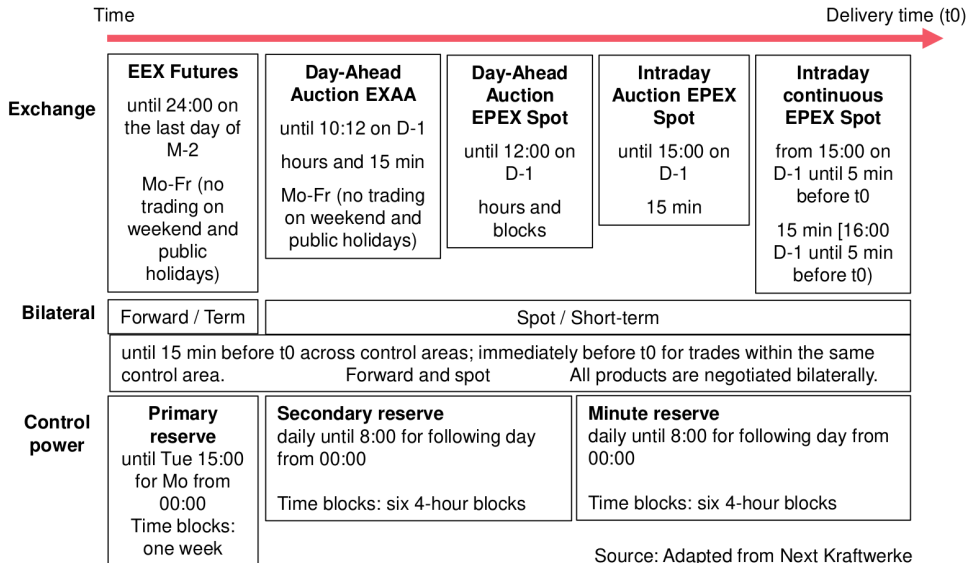 Time
Delivery time (t0)
Exchange
EEX Futures
until 24:00 on
the last day of
M-2
Mo-Fr (no
trading on
weekend and
public
holidays)
Day-Ahead
Auction EXAA
until 10:12 on D-1
hours and 15 min
Mo-Fr (no trading
on weekend and
public holidays)
Day-Ahead
Auction
EPEX Spot
until 12:00 on
D-1
hours and
blocks
Intraday
Auction EPEX
Spot
until 15:00 on
D-1
15 min
Intraday
continuous
EPEX Spot
from 15:00 on
D-1 until 5 min
before t0
15 min [16:00
D-1 until 5 min
before t0)
Bilateral
Forward / Term
Spot / Short-term
until 15 min before t0 across control areas; immediately before t0 for trades within the same
control area. Forward and spot All products are negotiated bilaterally.
Control
power
Primary
reserve
until Tue 15:00
for Mo from
00:00
Time blocks:
one week
Secondary reserve
daily until 8:00 for following day
from 00:00
Time blocks: six 4-hour blocks
Minute reserve
daily until 8:00 for following day from
00:00
Time blocks: six 4-hour blocks
Source: Adapted from Next Kraftwerke